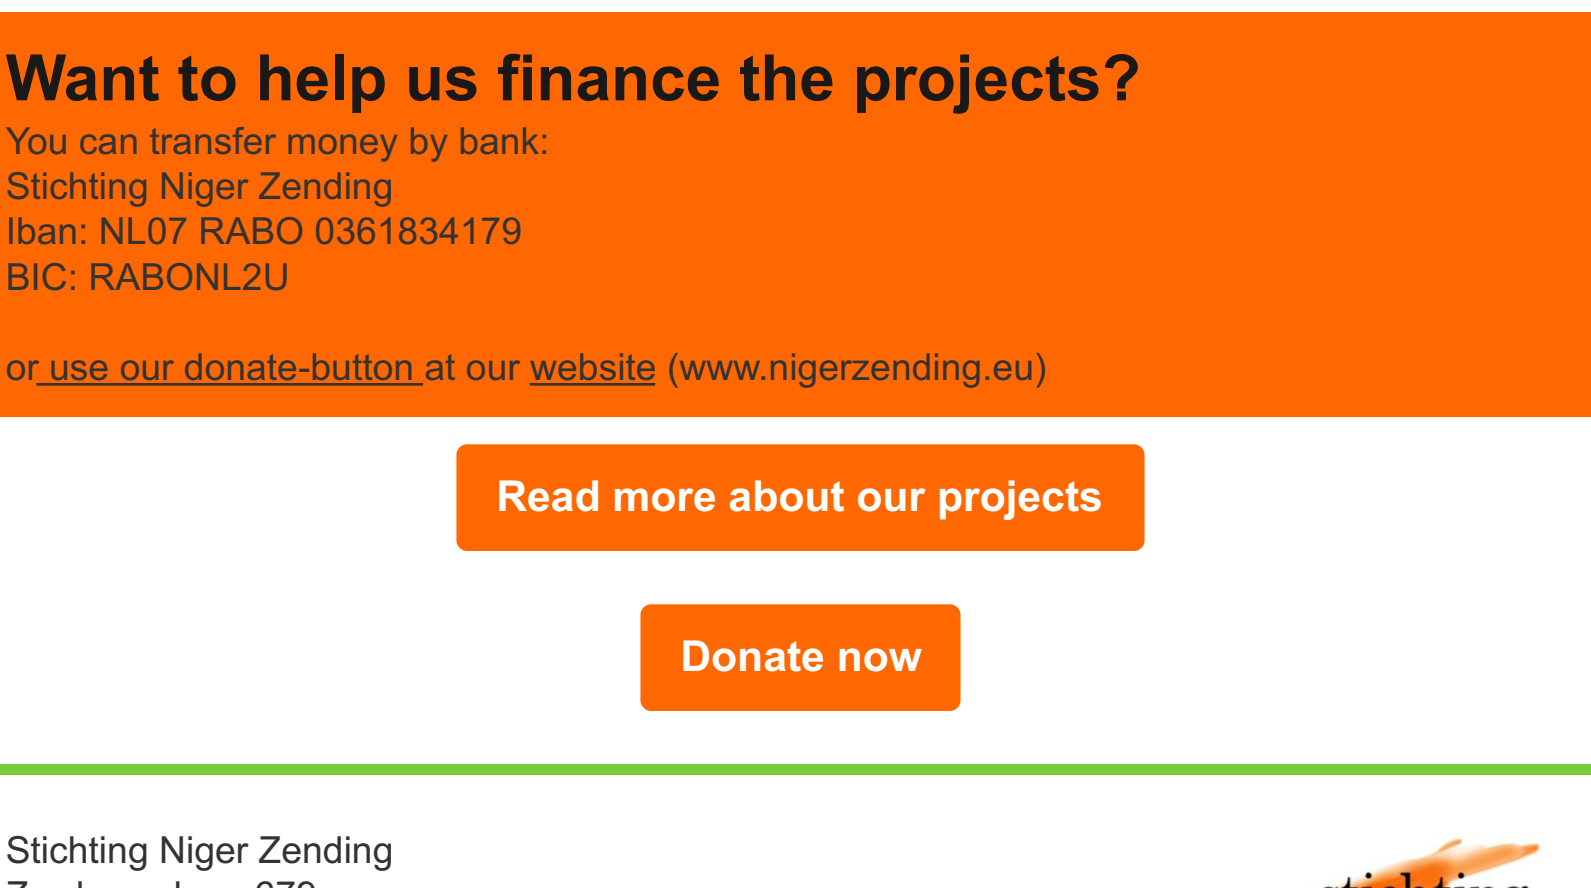 Want to help us finance the projects?
You can transfer money by bank:
Stichting Niger Zending
Iban: NL07 RABO 0361834179
BIC: RABONL2U
or use our donate-button at our website (www.nigerzending.eu)
Read more about our projects
Donate now
Stichting Niger Zending
stichting